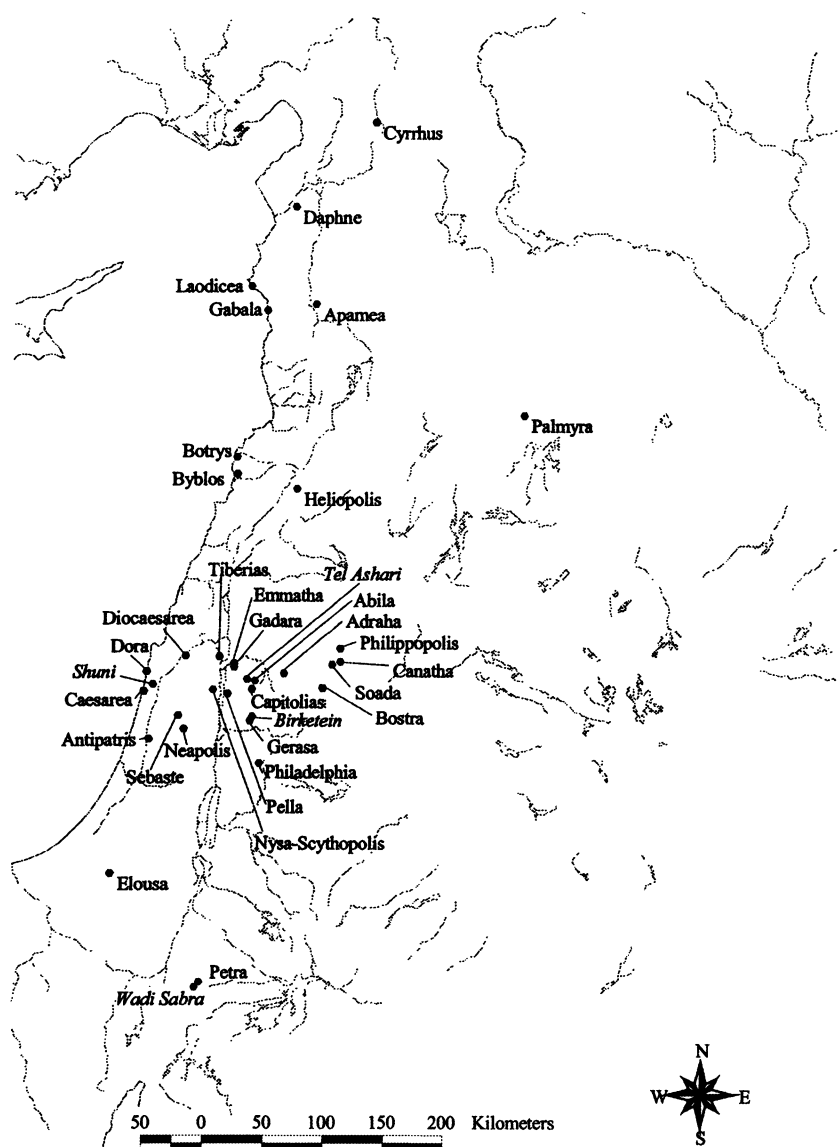 Cyrrhus
Daphne
Laodicea
Gabala
Apamea
Palmyra
Botrys
Byblos
Heliopolis
Tiberias
Tel Ashari
Emmatha
Abila
Diocaesarea
Gadara
Adraha
Dora
Philippopolis
Shuni
Canatha
Caesarea
Soada
Capitolias
Bostra
Birketein
Antipatris
Neapolis
Gerasa
Sebaste
Philadelphia
Pella
Nysa-Scythopolis
Elousa
Petra
Wadi Sabra
N
W E
S
50 0 50 100 150 200 Kilometers